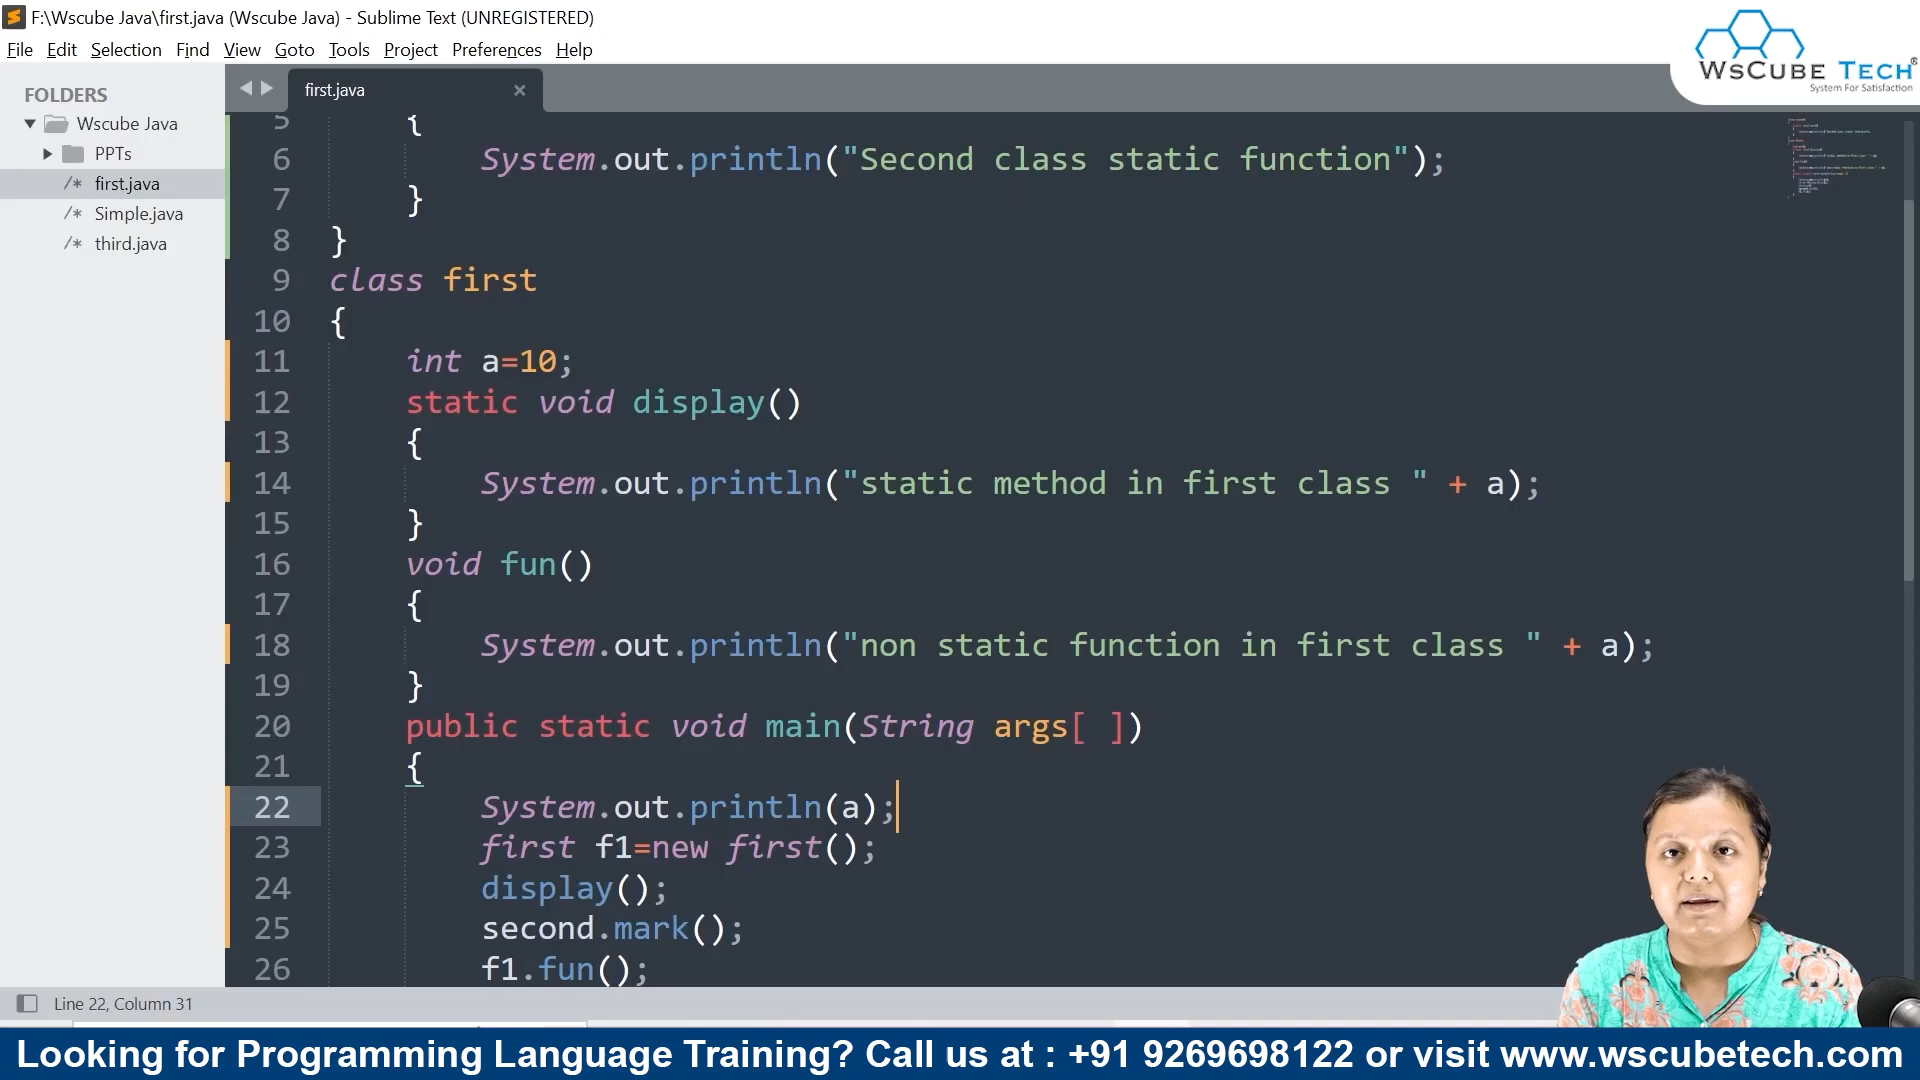 F:\Wscube Java\first.java (Wscube Java) - Sublime Text (UNREGISTERED)
File Edit Selection Find View Goto Tools Project Preferences Help
WsCube Tech®
System For Satisfaction
FOLDERS
Wscube Java
PPTs
/* first.java
/* Simple.java
/* third.java
first.java ×
5 {
6 System.out.println("Second class static function");
7 }
8 }
9 class first
10 {
11 int a=10;
12 static void display()
13 {
14 System.out.println("static method in first class " + a);
15 }
16 void fun()
17 {
18 System.out.println("non static function in first class " + a);
19 }
20 public static void main(String args[ ])
21 {
22 System.out.println(a);
23 first f1=new first();
24 display();
25 second.mark();
26 f1.fun();
Line 22, Column 31
Looking for Programming Language Training? Call us at : +91 9269698122 or visit www.wscubetech.com